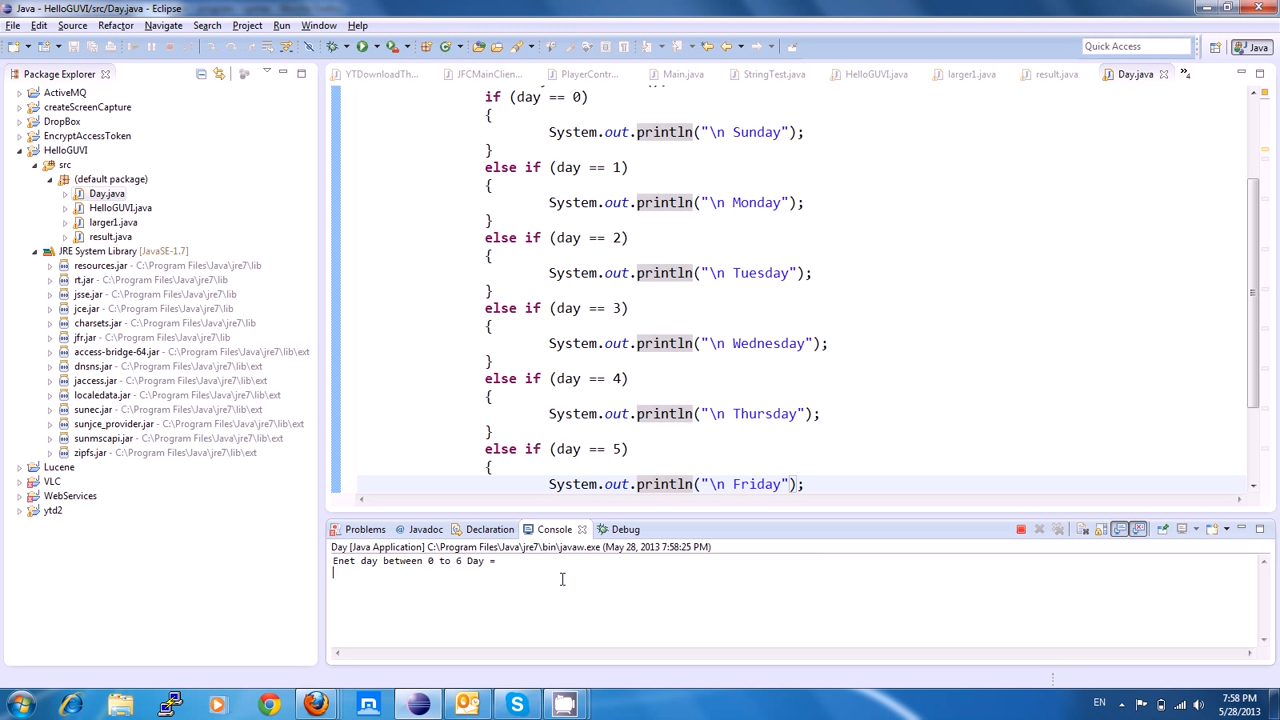 Java - HelloGUVI/src/Day.java - Eclipse
File Edit Source Refactor Navigate Search Project Run Window Help
Quick Access
Java
Package Explorer
ActiveMQ
createScreenCapture
DropBox
EncryptAccessToken
HelloGUVI
src
(default package)
Day.java
HelloGUVI.java
larger1.java
result.java
JRE System Library [JavaSE-1.7]
resources.jar - C:\Program Files\Java\jre7\lib
rt.jar - C:\Program Files\Java\jre7\lib
jsse.jar - C:\Program Files\Java\jre7\lib
jce.jar - C:\Program Files\Java\jre7\lib
charsets.jar - C:\Program Files\Java\jre7\lib
jfr.jar - C:\Program Files\Java\jre7\lib
access-bridge-64.jar - C:\Program Files\Java\jre7\lib\ext
dnsns.jar - C:\Program Files\Java\jre7\lib\ext
jaccess.jar - C:\Program Files\Java\jre7\lib\ext
localedata.jar - C:\Program Files\Java\jre7\lib\ext
sunec.jar - C:\Program Files\Java\jre7\lib\ext
sunjce_provider.jar - C:\Program Files\Java\jre7\lib\ext
sunmscapi.jar - C:\Program Files\Java\jre7\lib\ext
zipfs.jar - C:\Program Files\Java\jre7\lib\ext
Lucene
VLC
WebServices
ytd2
YTDownloadTh... JFCMainClien... PlayerContr... Main.java StringTest.java HelloGUVI.java larger1.java result.java Day.java »4
if (day == 0)
{
System.out.println("\n Sunday");
}
else if (day == 1)
{
System.out.println("\n Monday");
}
else if (day == 2)
{
System.out.println("\n Tuesday");
}
else if (day == 3)
{
System.out.println("\n Wednesday");
}
else if (day == 4)
{
System.out.println("\n Thursday");
}
else if (day == 5)
{
System.out.println("\n Friday");
Problems Javadoc Declaration Console Debug
Day [Java Application] C:\Program Files\Java\jre7\bin\javaw.exe (May 28, 2013 7:58:25 PM)
Enet day between 0 to 6 Day =
EN
7:58 PM
5/28/2013